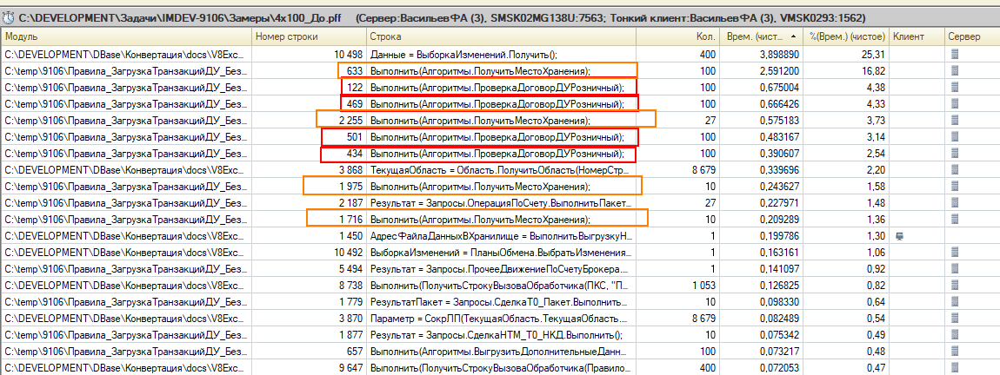 C:\DEVELOPMENT\Задачи\IMDEV-9106\Замеры\4x100_До.pff (Сервер:ВасильевФА (3), SMSK02MG138U:7563; Тонкий клиент:ВасильевФА (3), VMSK0293:1562)
Модуль Номер строки Строка Кол. Врем. (чист... %(Врем.) (чистое) Клиент Сервер
C:\DEVELOPMENT\DBase\Конвертация\docs\V8Exc... 10 498 Данные = ВыборкаИзменений.Получить(); 400 3,898890 25,31
C:\temp\9106\Правила_ЗагрузкаТранзакцийДУ_Без... 633 Выполнить(Алгоритмы.ПолучитьМестоХранения); 100 2,591200 16,82
C:\temp\9106\Правила_ЗагрузкаТранзакцийДУ_Без... 122 Выполнить(Алгоритмы.ПроверкаДоговорДУРозничный); 100 0,675004 4,38
C:\temp\9106\Правила_ЗагрузкаТранзакцийДУ_Без... 469 Выполнить(Алгоритмы.ПроверкаДоговорДУРозничный); 100 0,666426 4,33
C:\temp\9106\Правила_ЗагрузкаТранзакцийДУ_Без... 2 255 Выполнить(Алгоритмы.ПолучитьМестоХранения); 27 0,575183 3,73
C:\temp\9106\Правила_ЗагрузкаТранзакцийДУ_Без... 501 Выполнить(Алгоритмы.ПроверкаДоговорДУРозничный); 100 0,483167 3,14
C:\temp\9106\Правила_ЗагрузкаТранзакцийДУ_Без... 434 Выполнить(Алгоритмы.ПроверкаДоговорДУРозничный); 100 0,390607 2,54
C:\DEVELOPMENT\DBase\Конвертация\docs\V8Exc... 3 868 ТекущаяОбласть = Область.ПолучитьОбласть(НомерСтр... 8 679 0,339696 2,20
C:\temp\9106\Правила_ЗагрузкаТранзакцийДУ_Без... 1 975 Выполнить(Алгоритмы.ПолучитьМестоХранения); 10 0,243627 1,58
C:\temp\9106\Правила_ЗагрузкаТранзакцийДУ_Без... 2 187 Результат = Запросы.ОперацияПоСчету.ВыполнитьПакет... 27 0,227971 1,48
C:\temp\9106\Правила_ЗагрузкаТранзакцийДУ_Без... 1 716 Выполнить(Алгоритмы.ПолучитьМестоХранения); 10 0,209289 1,36
C:\DEVELOPMENT\DBase\Конвертация\docs\V8Exc... 1 450 АдресФайлаДанныхВХранилище = ВыполнитьВыгрузкуН... 1 0,199786 1,30
C:\DEVELOPMENT\DBase\Конвертация\docs\V8Exc... 10 492 ВыборкаИзменений = ПланыОбмена.ВыбратьИзменения... 1 0,163161 1,06
C:\temp\9106\Правила_ЗагрузкаТранзакцийДУ_Без... 5 494 Результат = Запросы.ПрочееДвижениеПоСчетуБрокера.... 1 0,141097 0,92
C:\DEVELOPMENT\DBase\Конвертация\docs\V8Exc... 8 738 Выполнить(ПолучитьСтрокуВызоваОбработчика(ПКС, "П... 1 053 0,126825 0,82
C:\temp\9106\Правила_ЗагрузкаТранзакцийДУ_Без... 1 779 РезультатПакет = Запросы.СделкаТ0_Пакет.Выполнить... 10 0,098330 0,64
C:\DEVELOPMENT\DBase\Конвертация\docs\V8Exc... 3 870 Параметр = СокрЛП(ТекущаяОбласть.ТекущаяОбласть.... 8 679 0,082489 0,54
C:\temp\9106\Правила_ЗагрузкаТранзакцийДУ_Без... 1 877 Результат = Запросы.СделкаНТМ_Т0_НКД.Выполнить(); 10 0,075342 0,49
C:\temp\9106\Правила_ЗагрузкаТранзакцийДУ_Без... 657 Выполнить(Алгоритмы.ВыгрузитьДополнительныеДанн... 100 0,073217 0,48
C:\DEVELOPMENT\DBase\Конвертация\docs\V8Exc... 9 647 Выполнить(ПолучитьСтрокуВызоваОбработчика(Правило... 400 0,072053 0,47